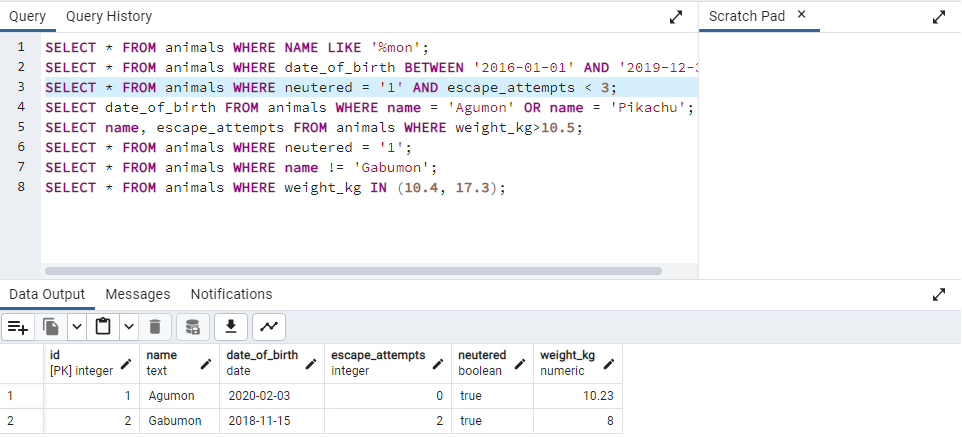 Query Query History Scratch Pad ×
1 SELECT * FROM animals WHERE NAME LIKE '%mon';
2 SELECT * FROM animals WHERE date_of_birth BETWEEN '2016-01-01' AND '2019-12-3
3 SELECT * FROM animals WHERE neutered = '1' AND escape_attempts < 3;
4 SELECT date_of_birth FROM animals WHERE name = 'Agumon' OR name = 'Pikachu';
5 SELECT name, escape_attempts FROM animals WHERE weight_kg>10.5;
6 SELECT * FROM animals WHERE neutered = '1';
7 SELECT * FROM animals WHERE name != 'Gabumon';
8 SELECT * FROM animals WHERE weight_kg IN (10.4, 17.3);
Data Output Messages Notifications
id name date_of_birth escape_attempts neutered weight_kg
[PK] integer text date integer boolean numeric
1 1 Agumon 2020-02-03 0 true 10.23
2 2 Gabumon 2018-11-15 2 true 8